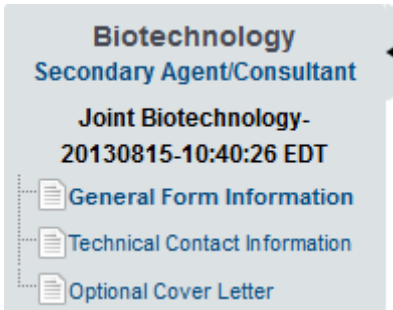 Biotechnology
Secondary Agent/Consultant
Joint Biotechnology-
20130815-10:40:26 EDT
General Form Information
Technical Contact Information
Optional Cover Letter